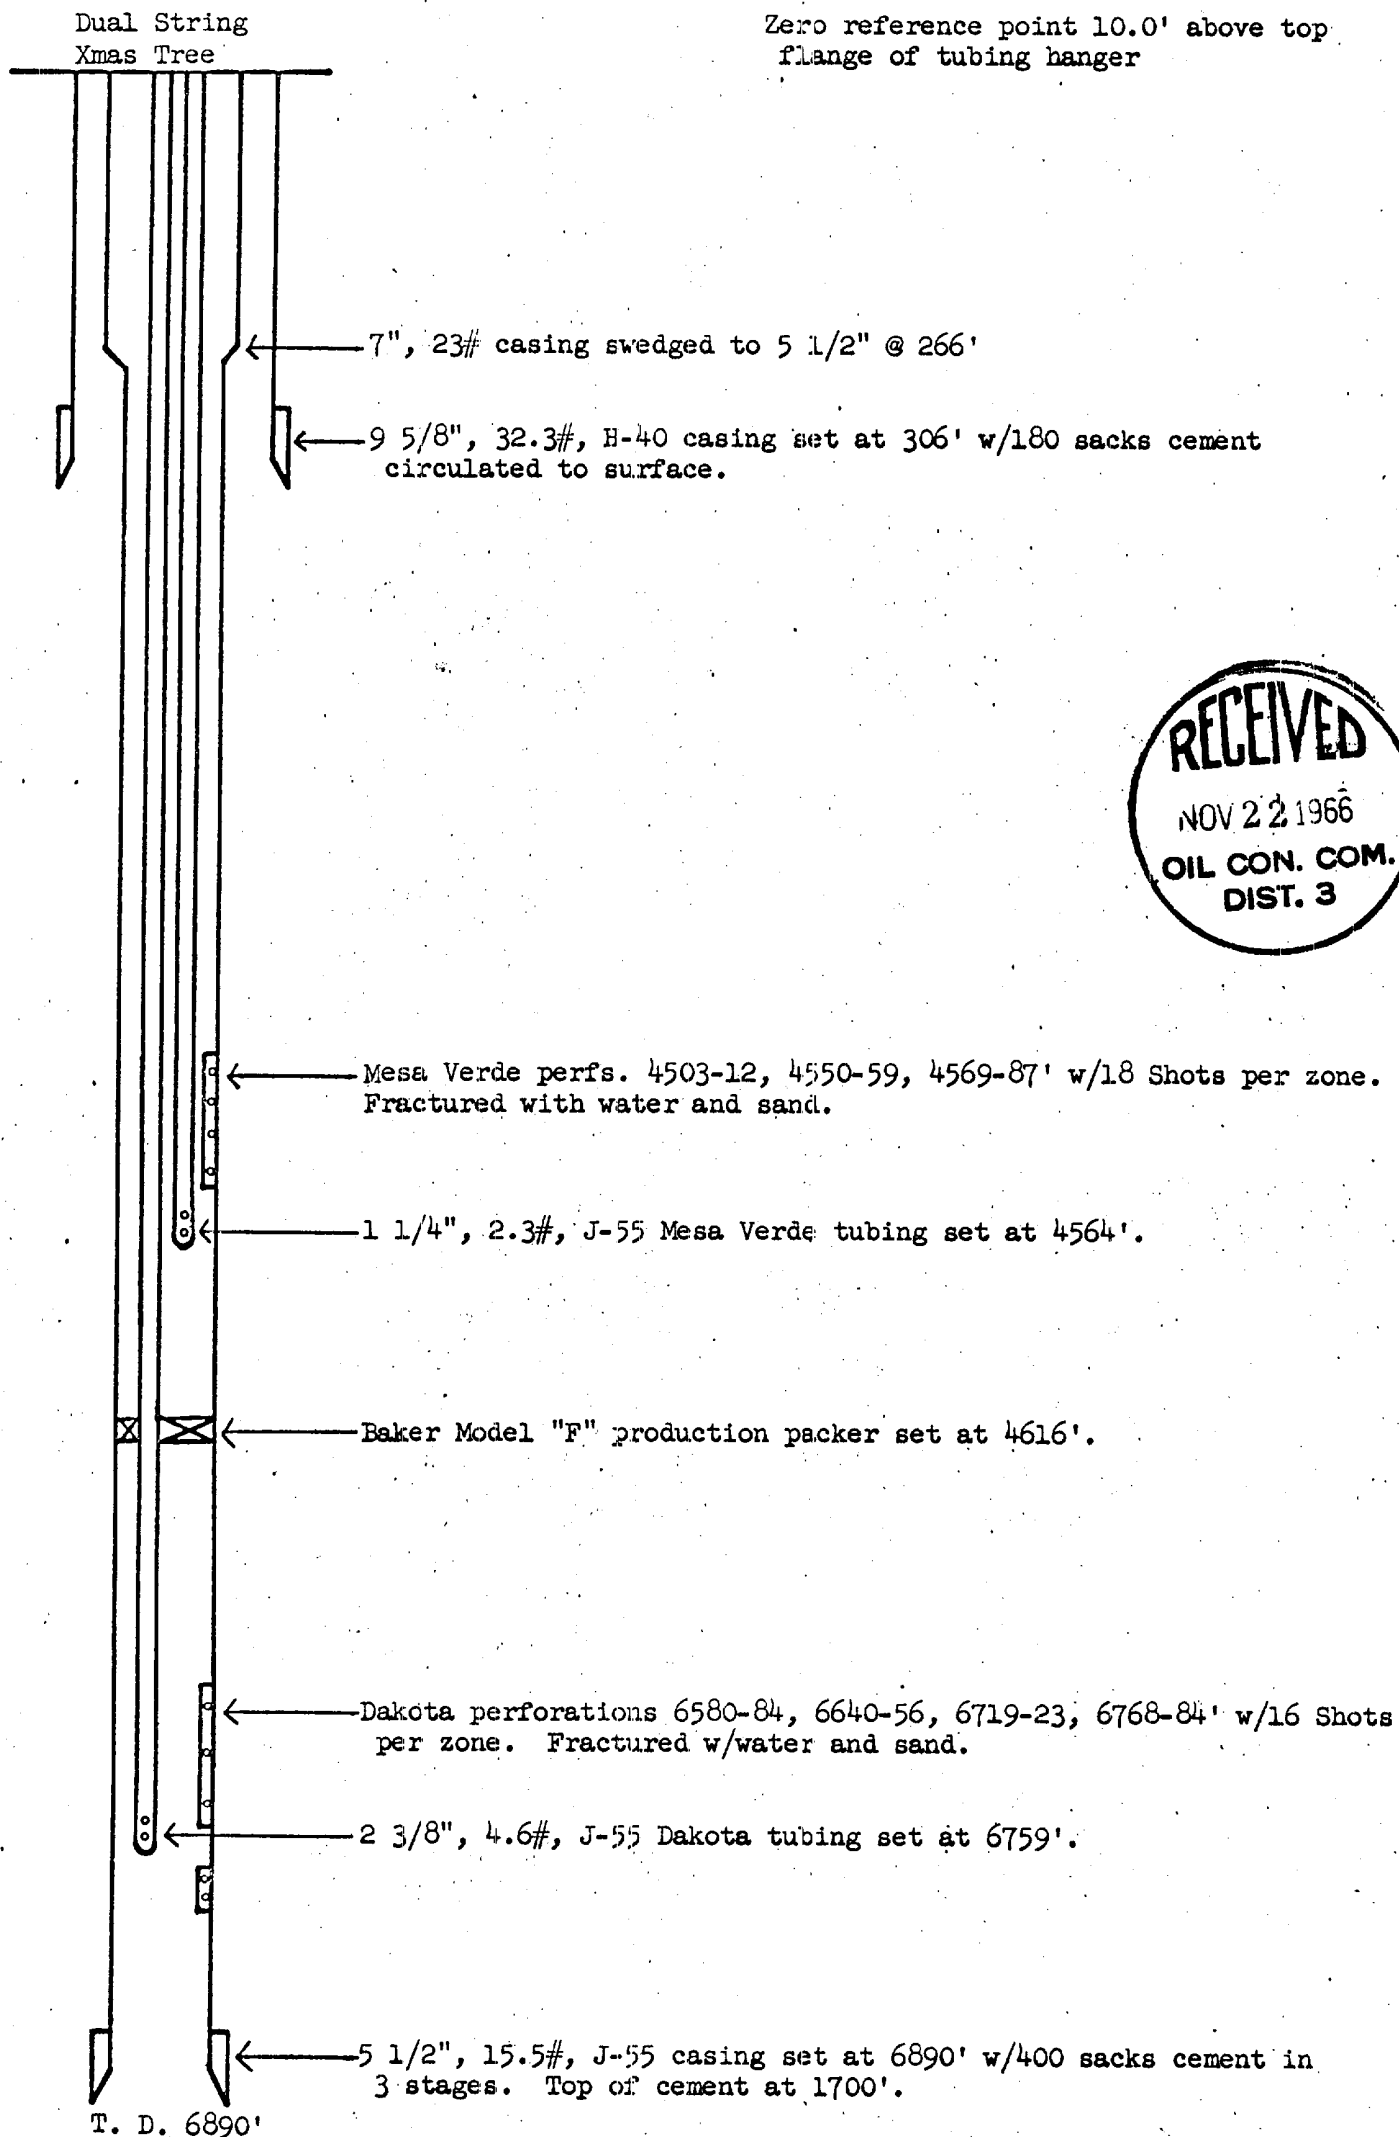 Dual String
Xmas Tree
Zero reference point 10.0' above top
flange of tubing hanger
7", 23# casing swedged to 5 1/2" @ 266'
9 5/8", 32.3#, H-40 casing set at 306' w/180 sacks cement
circulated to surface.
RECEIVED
NOV 22 1966
OIL CON. COM.
DIST. 3
Mesa Verde perfs. 4503-12, 4550-59, 4569-87' w/18 Shots per zone.
Fractured with water and sand.
1 1/4", 2.3#, J-55 Mesa Verde tubing set at 4564'.
Baker Model "F" production packer set at 4616'.
Dakota perforations 6580-84, 6640-56, 6719-23, 6768-84' w/16 Shots
per zone. Fractured w/water and sand.
2 3/8", 4.6#, J-55 Dakota tubing set at 6759'.
5 1/2", 15.5#, J-55 casing set at 6890' w/400 sacks cement in
3 stages. Top of cement at 1700'.
T. D. 6890'